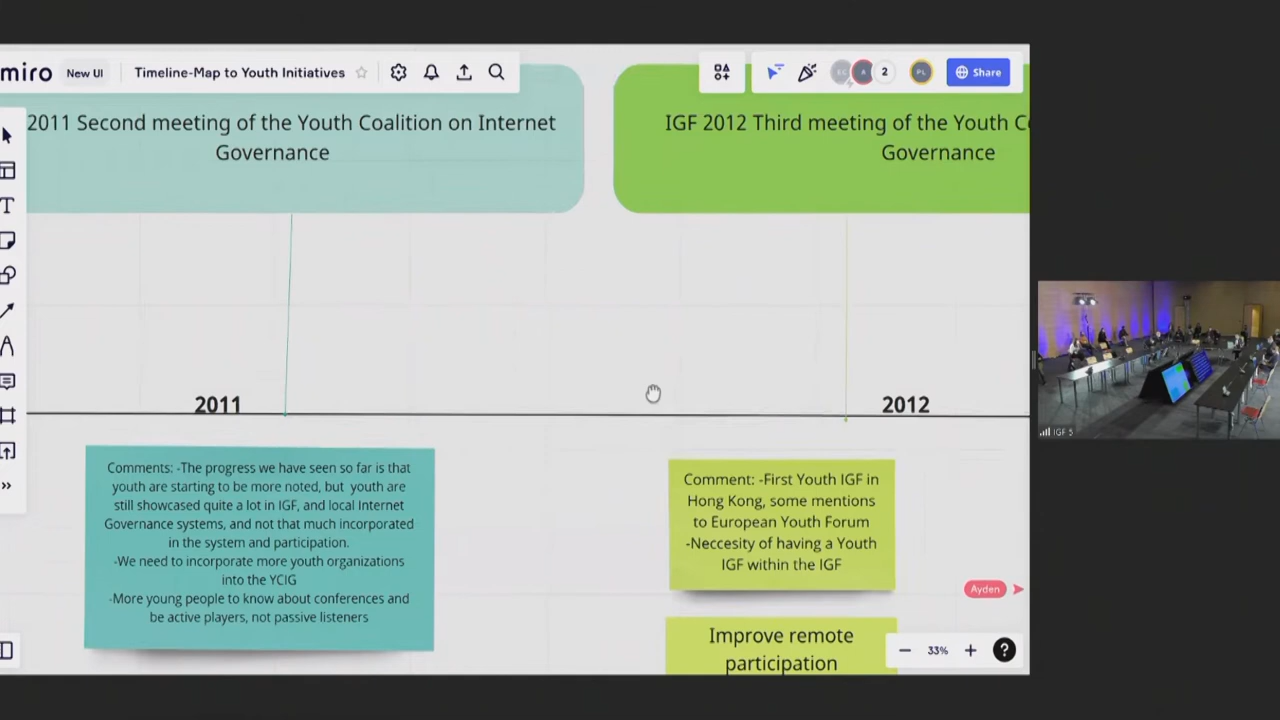 miro New UI Timeline-Map to Youth Initiatives 2 PL Share
2011 Second meeting of the Youth Coalition on Internet
Governance
IGF 2012 Third meeting of the Youth
Governance
2011
2012
Comments: -The progress we have seen so far is that
youth are starting to be more noted, but youth are
still showcased quite a lot in IGF, and local Internet
Governance systems, and not that much incorporated
in the system and participation.
-We need to incorporate more youth organizations
into the YCIG
-More young people to know about conferences and
be active players, not passive listeners
Comment: -First Youth IGF in
Hong Kong, some mentions
to European Youth Forum
-Neccesity of having a Youth
IGF within the IGF
Improve remote
participation
Ayden
33%
IGF 5